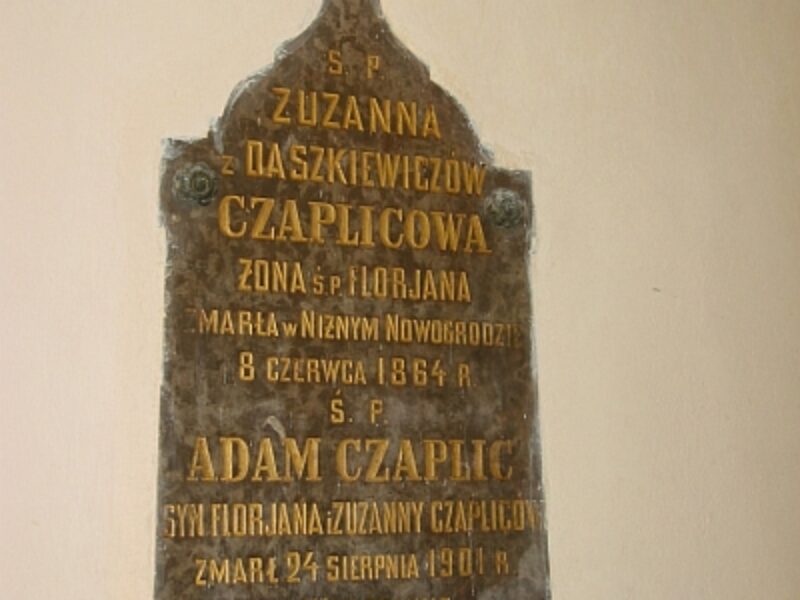 Ś. P.
ZUZANNA
z DASZKIEWICZÓW
CZAPLICOWA
ŻONA Ś.P. FLORJANA
ZMARŁA w NIŻNYM NOWOGRODZIE
8 CZERWCA 1864 R.
Ś. P.
ADAM CZAPLIC
SYN FLORJANA i ZUZANNY CZAPLICÓW
ZMARŁ 24 SIERPNIA 1901 R.